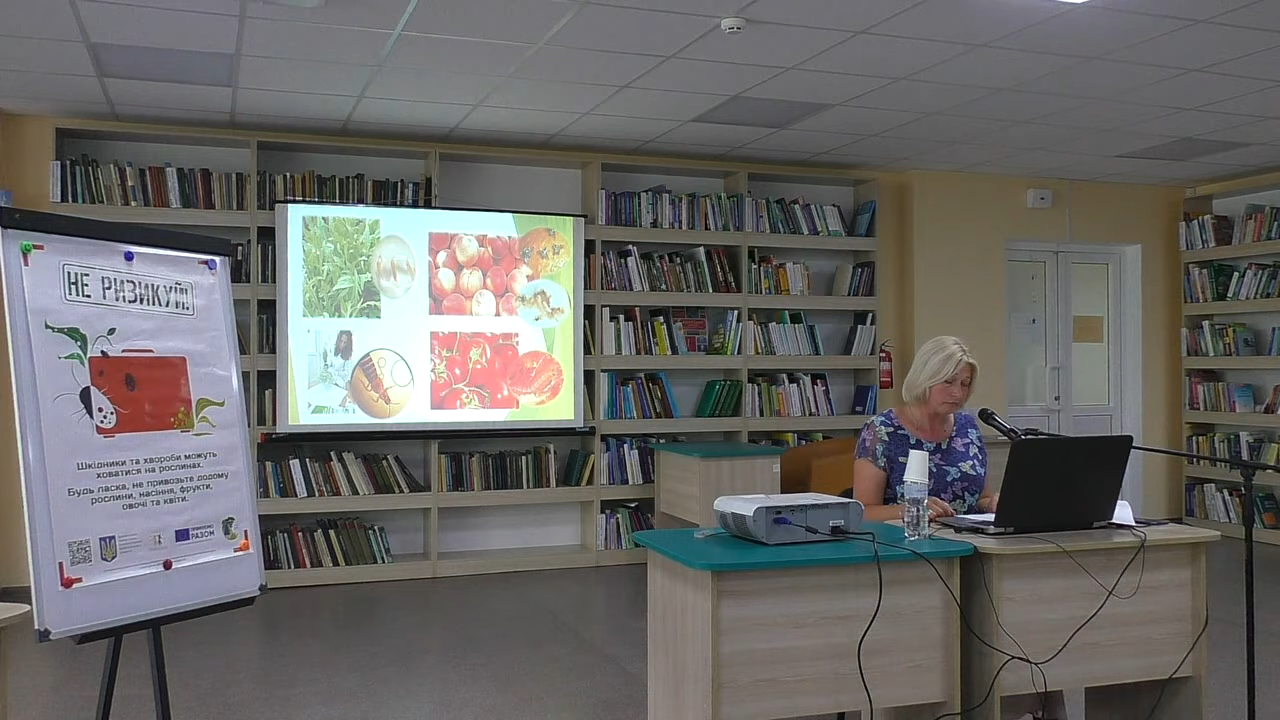 НЕ РИЗИКУЙ!
Шкідники та хвороби можуть
ховатися на рослинах.
Будь ласка, не привозьте додому
рослини, насіння, фрукти,
овочі та квіти.
РАЗОМ